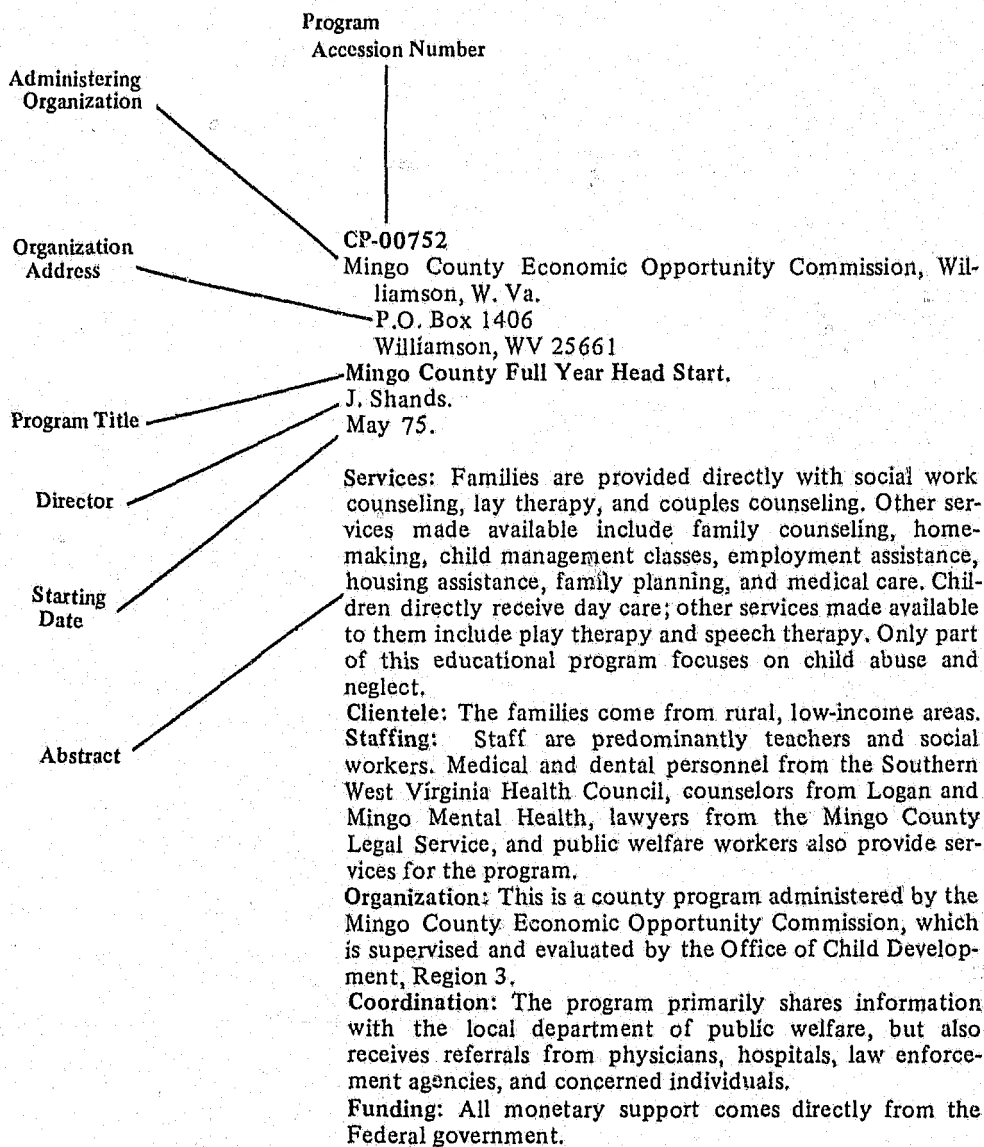 Program
Accession Number
Administering
Organization
Organization
Address
Program Title
Director
Starting
Date
Abstract
CP-00752
Mingo County Economic Opportunity Commission, Wil-
liamson, W. Va.
P.O. Box 1406
Williamson, WV 25661
Mingo County Full Year Head Start.
J. Shands.
May 75.
Services: Families are provided directly with social work
counseling, lay therapy, and couples counseling. Other ser-
vices made available include family counseling, home-
making, child management classes, employment assistance,
housing assistance, family planning, and medical care. Chil-
dren directly receive day care; other services made available
to them include play therapy and speech therapy. Only part
of this educational program focuses on child abuse and
neglect.
Clientele: The families come from rural, low-income areas.
Staffing: Staff are predominantly teachers and social
workers. Medical and dental personnel from the Southern
West Virginia Health Council, counselors from Logan and
Mingo Mental Health, lawyers from the Mingo County
Legal Service, and public welfare workers also provide ser-
vices for the program.
Organization: This is a county program administered by the
Mingo County Economic Opportunity Commission, which
is supervised and evaluated by the Office of Child Develop-
ment, Region 3.
Coordination: The program primarily shares information
with the local department of public welfare, but also
receives referrals from physicians, hospitals, law enforce-
ment agencies, and concerned individuals.
Funding: All monetary support comes directly from the
Federal government.